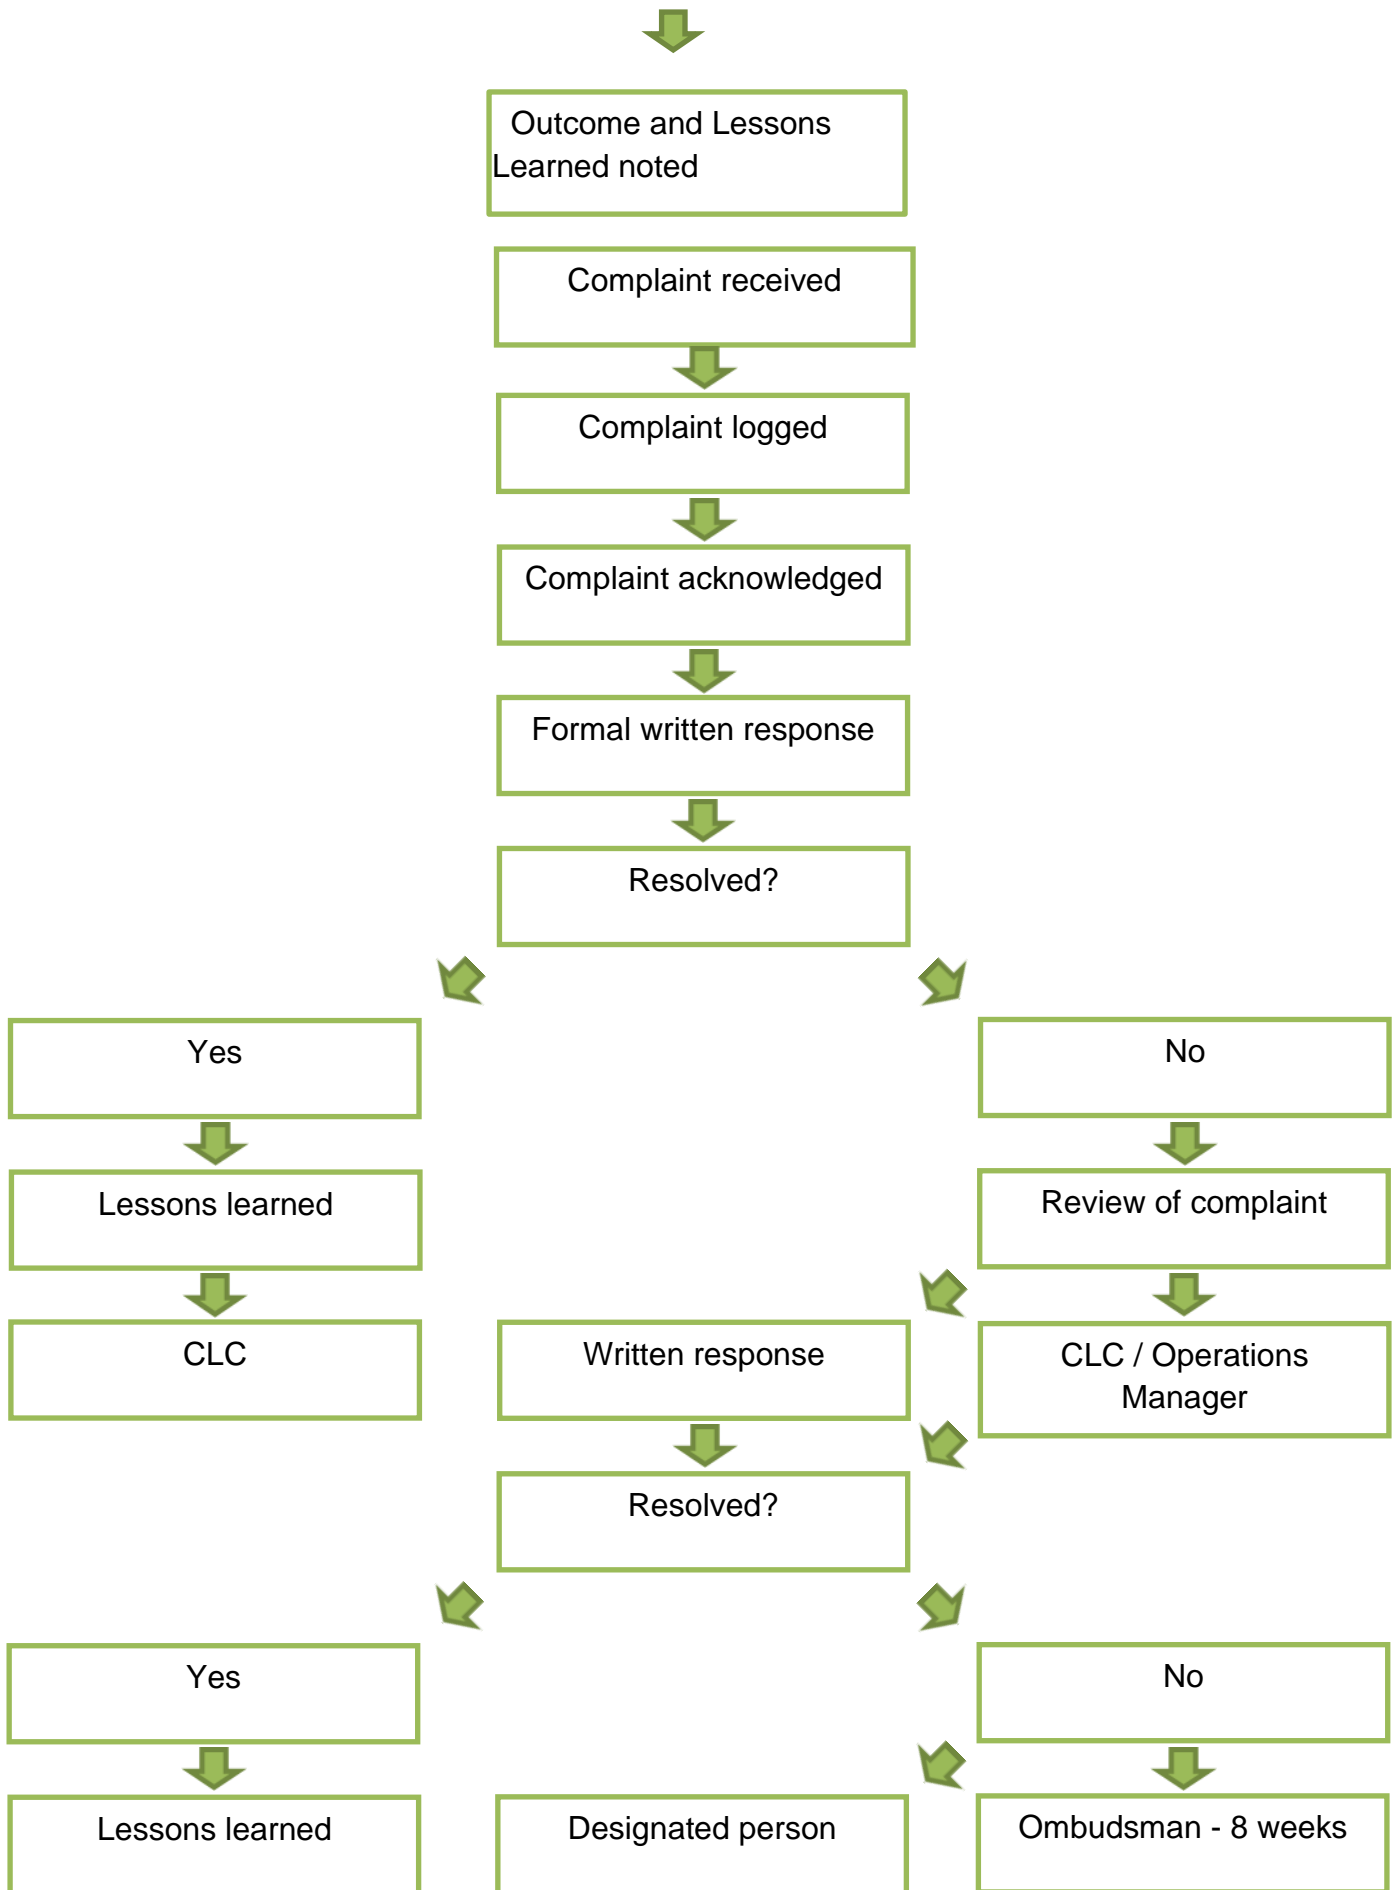 Outcome and Lessons
Learned noted
Complaint received
Complaint logged
Complaint acknowledged
Formal written response
Resolved?
Yes
No
Lessons learned
Review of complaint
CLC
Written response
CLC / Operations
Manager
Resolved?
Yes
No
Lessons learned
Designated person
Ombudsman - 8 weeks